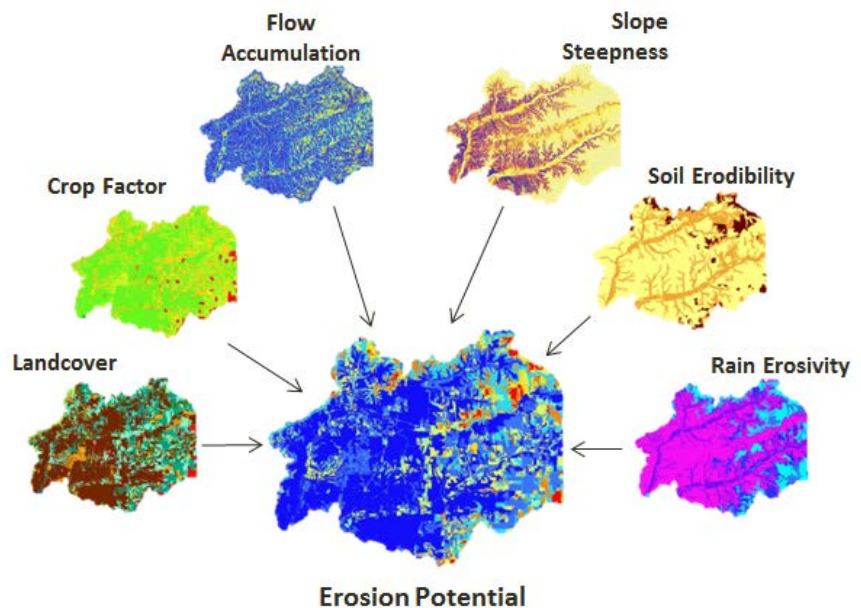 Flow
Accumulation
Slope
Steepness
Crop Factor
Soil Erodibility
Landcover
Rain Erosivity
Erosion Potential